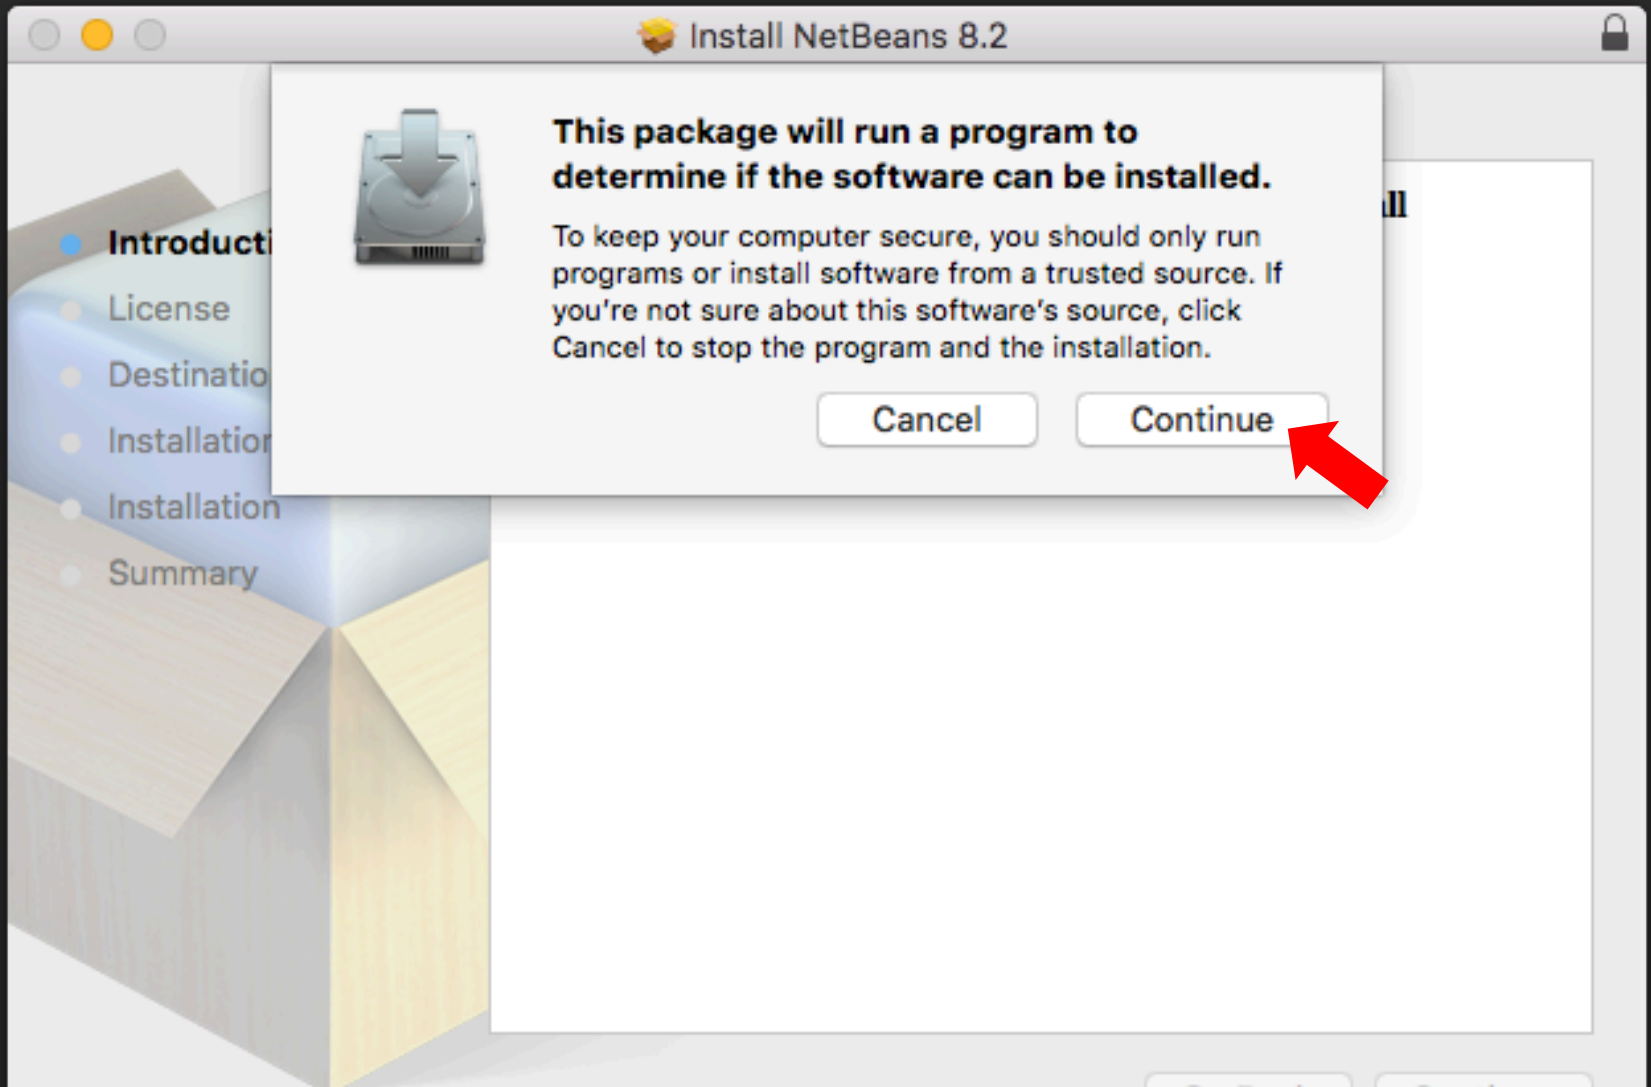 Install NetBeans 8.2
This package will run a program to
determine if the software can be installed.
To keep your computer secure, you should only run
programs or install software from a trusted source. If
you're not sure about this software's source, click
Cancel to stop the program and the installation.
Cancel
Continue
Introducti
License
Destinatio
Installation
Installation
Summary